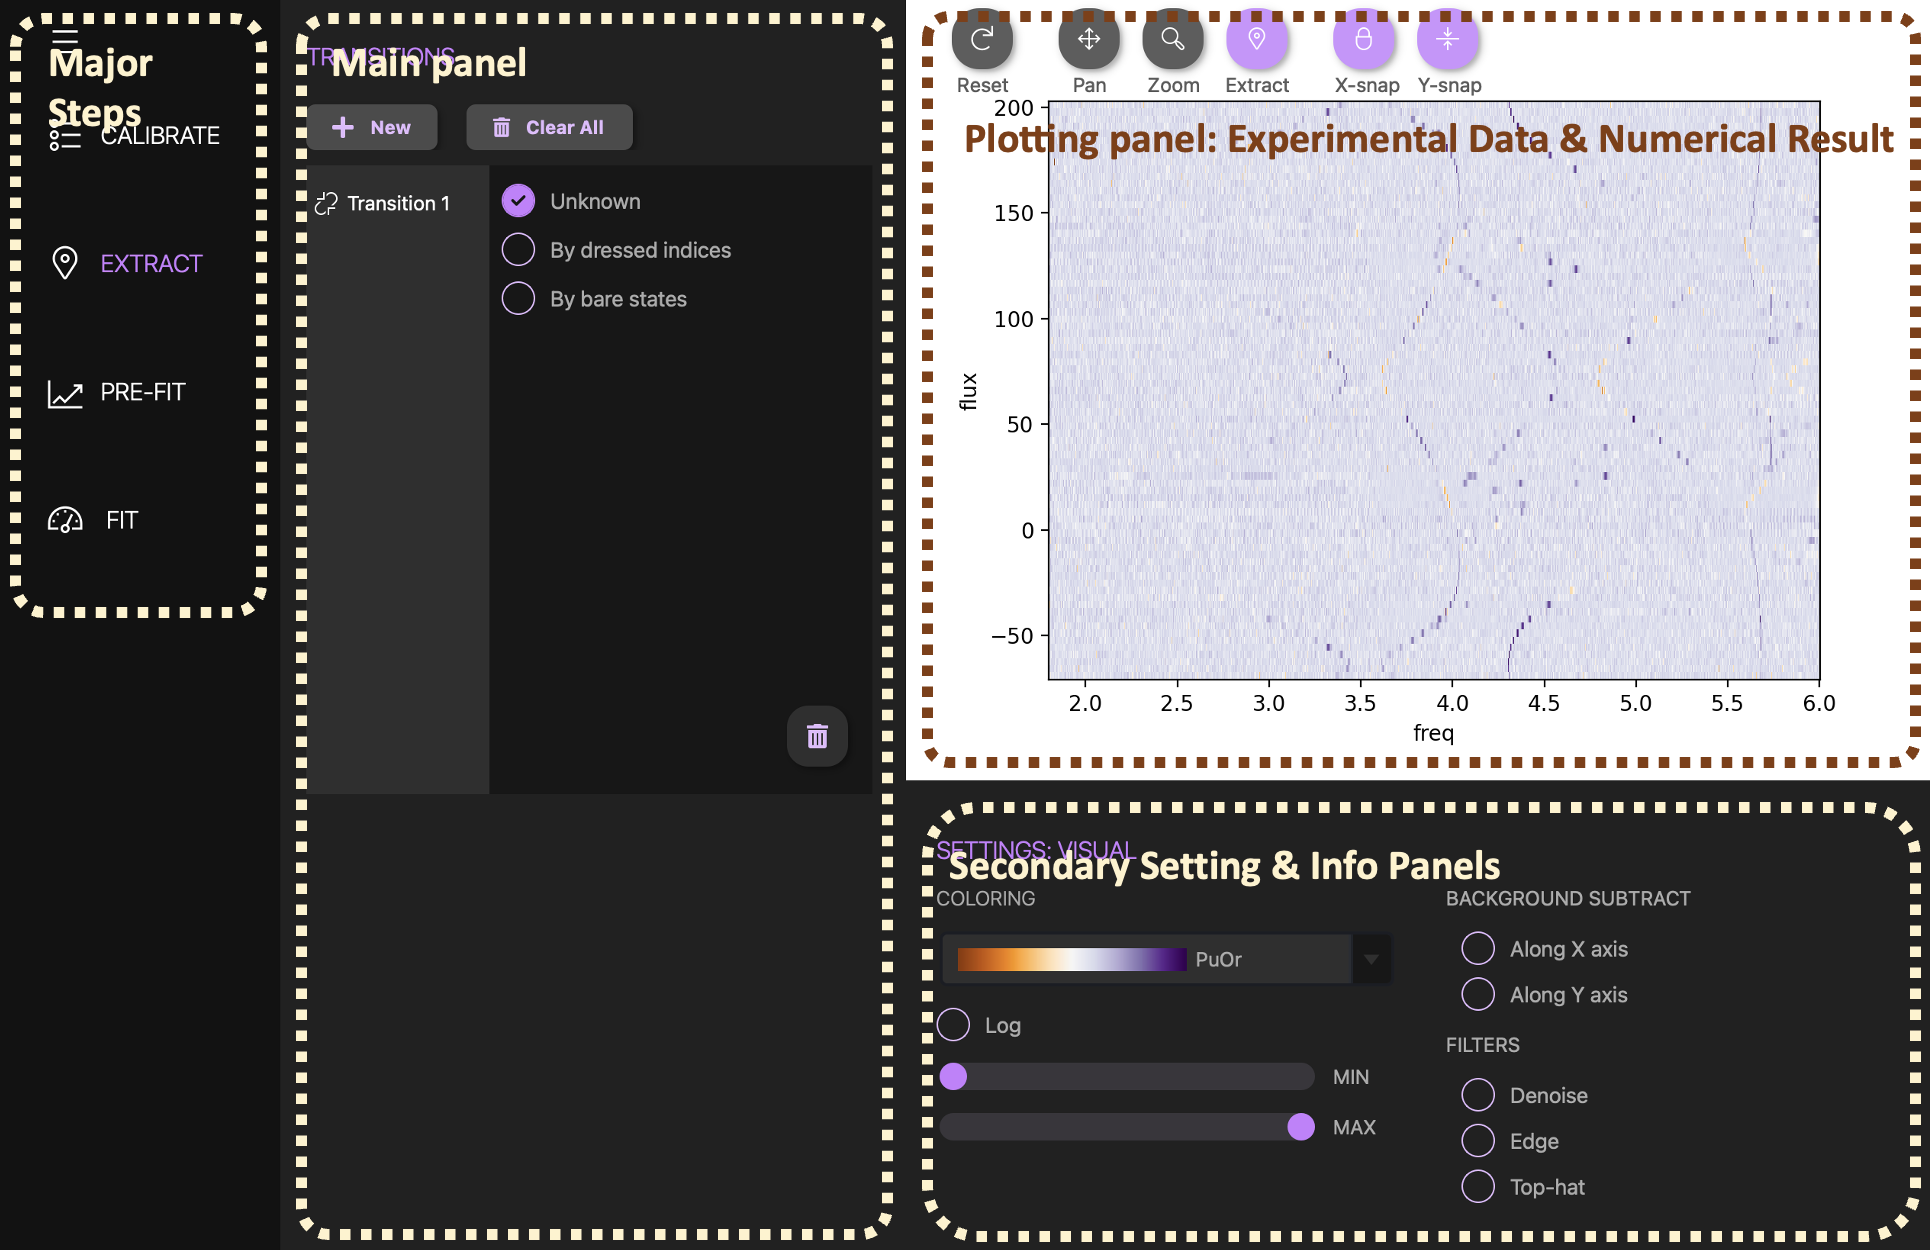 Major
Steps
CALIBRATE
EXTRACT
PRE-FIT
FIT
TRANSITIONS
Main panel
New
Clear All
Transition 1
Unknown
By dressed indices
By bare states
Reset
Pan
Zoom
Extract
X-snap
Y-snap
Plotting panel: Experimental Data & Numerical Result
200
150
100
50
0
−50
flux
2.0
2.5
3.0
3.5
4.0
4.5
5.0
5.5
6.0
freq
SETTINGS: VISUAL
Secondary Setting & Info Panels
COLORING
PuOr
Log
MIN
MAX
BACKGROUND SUBTRACT
Along X axis
Along Y axis
FILTERS
Denoise
Edge
Top-hat